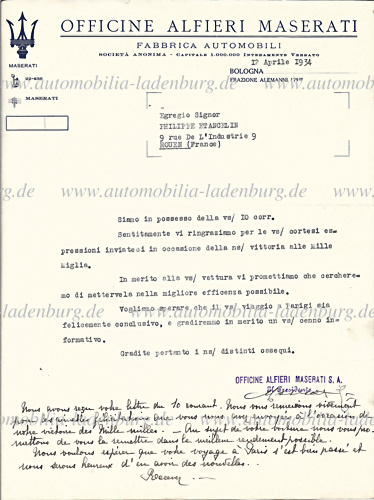 OFFICINE ALFIERI MASERATI
FABBRICA AUTOMOBILI
SOCIETÀ ANONIMA - CAPITALE 1.000.000 INTERAMENTE VERSATO
MASERATI
12 Aprile 1934
BOLOGNA
FRAZIONE ALEMANNI
MASERATI
www.automobilia-ladenburg.de
Egregio Signor
PHILIPPE ETANCELIN
9 rue De L'Industrie 9
ROUEN (France)
Siamo in possesso della vs/ 10 corr.
Sentitamente vi ringraziamo per le vs/ cortesi es-
pressioni inviateci in occasione della ns/ vittoria alle Mille
Miglia.
In merito alla vs/ vettura vi promettiamo che cerchere-
mo di mettervela nella migliore efficenza possibile.
Vogliamo sperare che il vs/ viaggio a Parigi sia
felicemente conclusivo, e gradiremmo in merito un vs/ cenno in-
formativo.
Gradite pertanto i ns/ distinti ossequi.
OFFICINE ALFIERI MASERATI S. A.
Nous avons reçu votre lettre du 10 courant. Nous vous remercions vivement
pour les aimables félicitations que vous nous avez envoyées à l'occasion de
notre victoire des Mille milles. - Au sujet de votre voiture nous vous pro-
mettons de vous la remettre dans le meilleur rendement possible.
Nous voulons espérer que votre voyage à Paris s'est bien passé et
nous serons heureux d'en avoir des nouvelles..